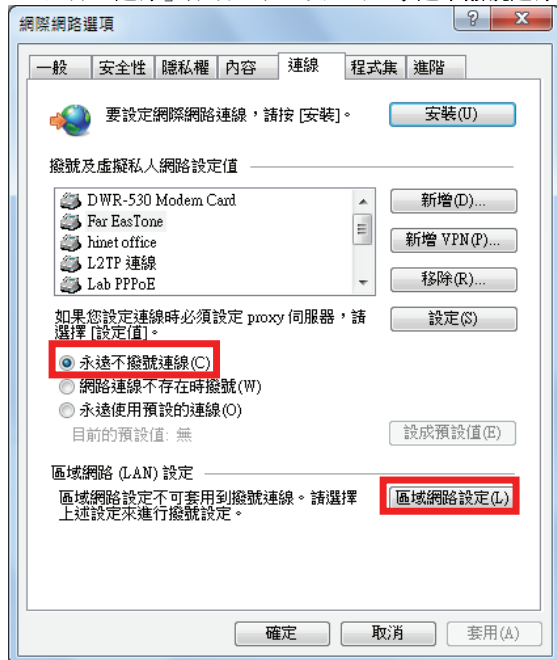 網際網路選項
一般 安全性 隱私權 內容 連線 程式集 進階
要設定網際網路連線，請按 [安裝]。
安裝(U)
撥號及虛擬私人網路設定值
DWR-530 Modem Card
Far EasTone
hinet office
L2TP 連線
Lab PPPoE
新增(D)...
新增 VPN(P)...
移除(R)...
如果您設定連線時必須設定 proxy 伺服器，請
選擇 [設定值]。
設定(S)
永遠不撥號連線(C)
網路連線不存在時撥號(W)
永遠使用預設的連線(O)
目前的預設值: 無
設成預設值(E)
區域網路 (LAN) 設定
區域網路設定不可套用到撥號連線。請選擇
上述設定來進行撥號設定。
區域網路設定(L)
確定 取消 套用(A)